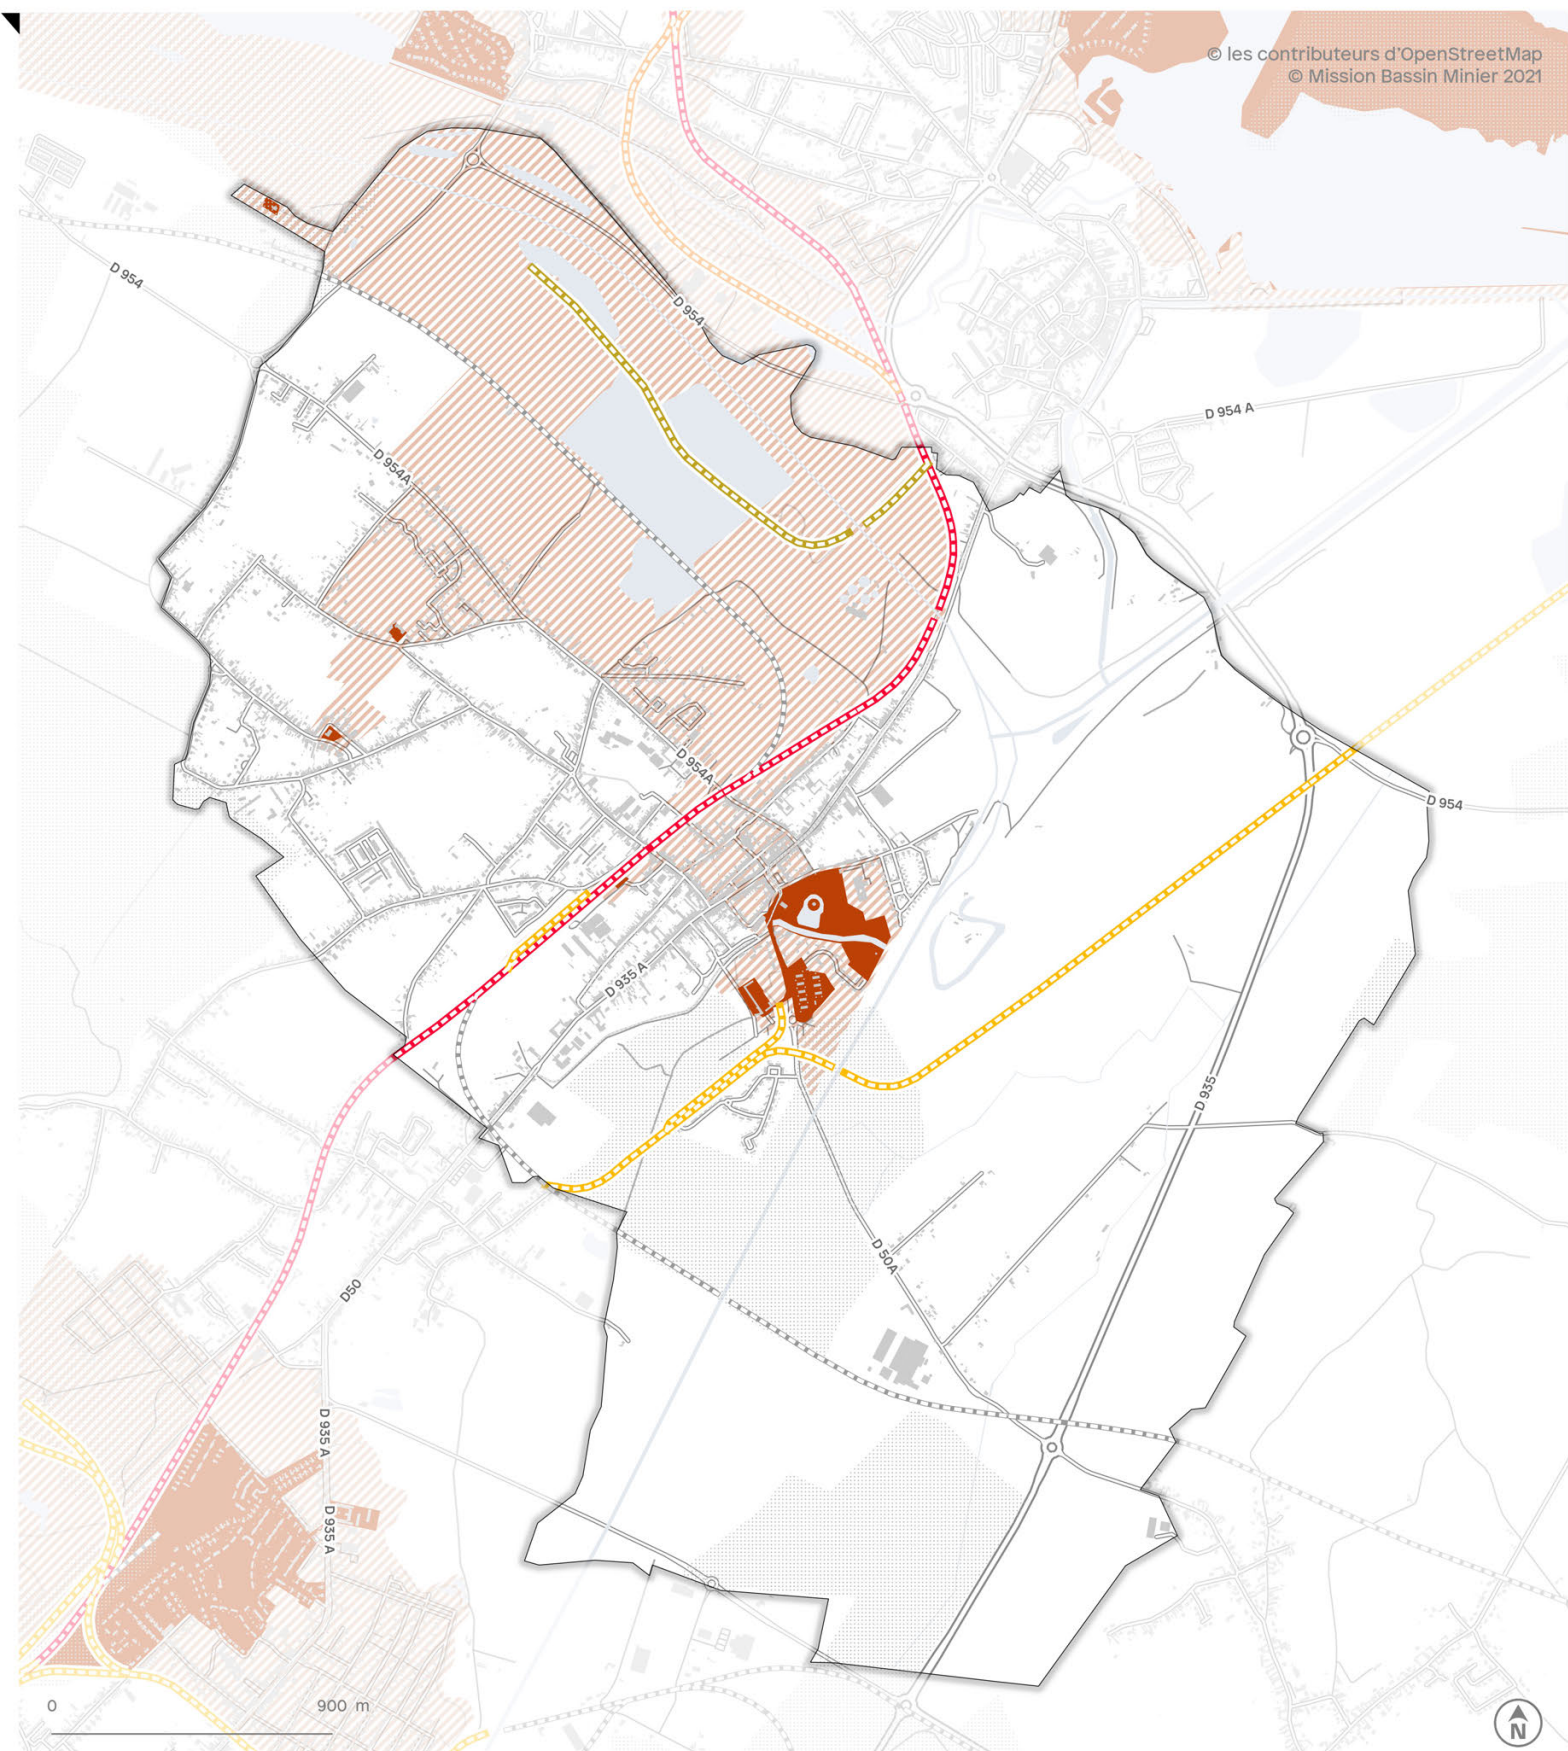 © les contributeurs d'OpenStreetMap
© Mission Bassin Minier 2021
D 954
D 954
D 954 A
D 954A
D 954A
D 954
D 935 A
D 935
D 50A
D50
D 935 A
D 935 A
0 900 m
N